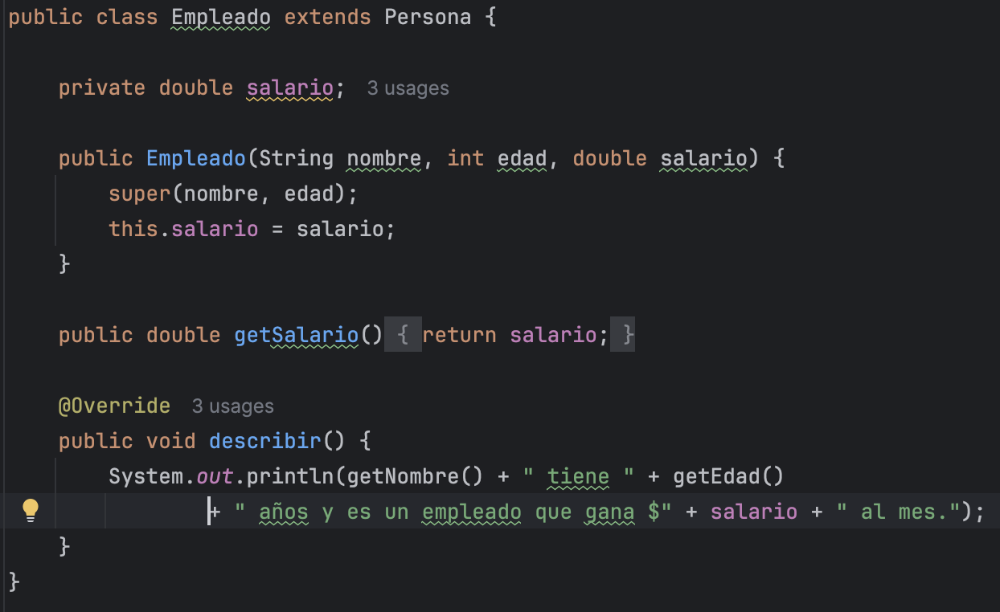 public class Empleado extends Persona {
private double salario; 3 usages
public Empleado(String nombre, int edad, double salario) {
super(nombre, edad);
this.salario = salario;
}
public double getSalario() { return salario; }
@Override 3 usages
public void describir() {
System.out.println(getNombre() + " tiene " + getEdad()
+ " años y es un empleado que gana $" + salario + " al mes.");
}
}